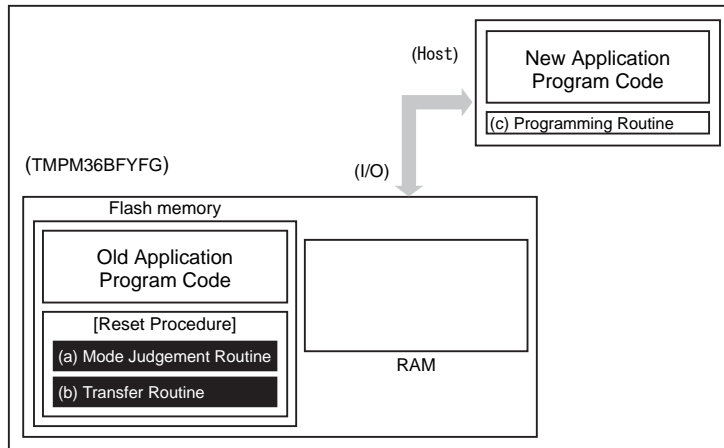 (Host)
New Application
Program Code
(c) Programming Routine
(TMPM36BFYFG)
(I/O)
Flash memory
Old Application
Program Code
[Reset Procedure]
(a) Mode Judgement Routine
(b) Transfer Routine
RAM